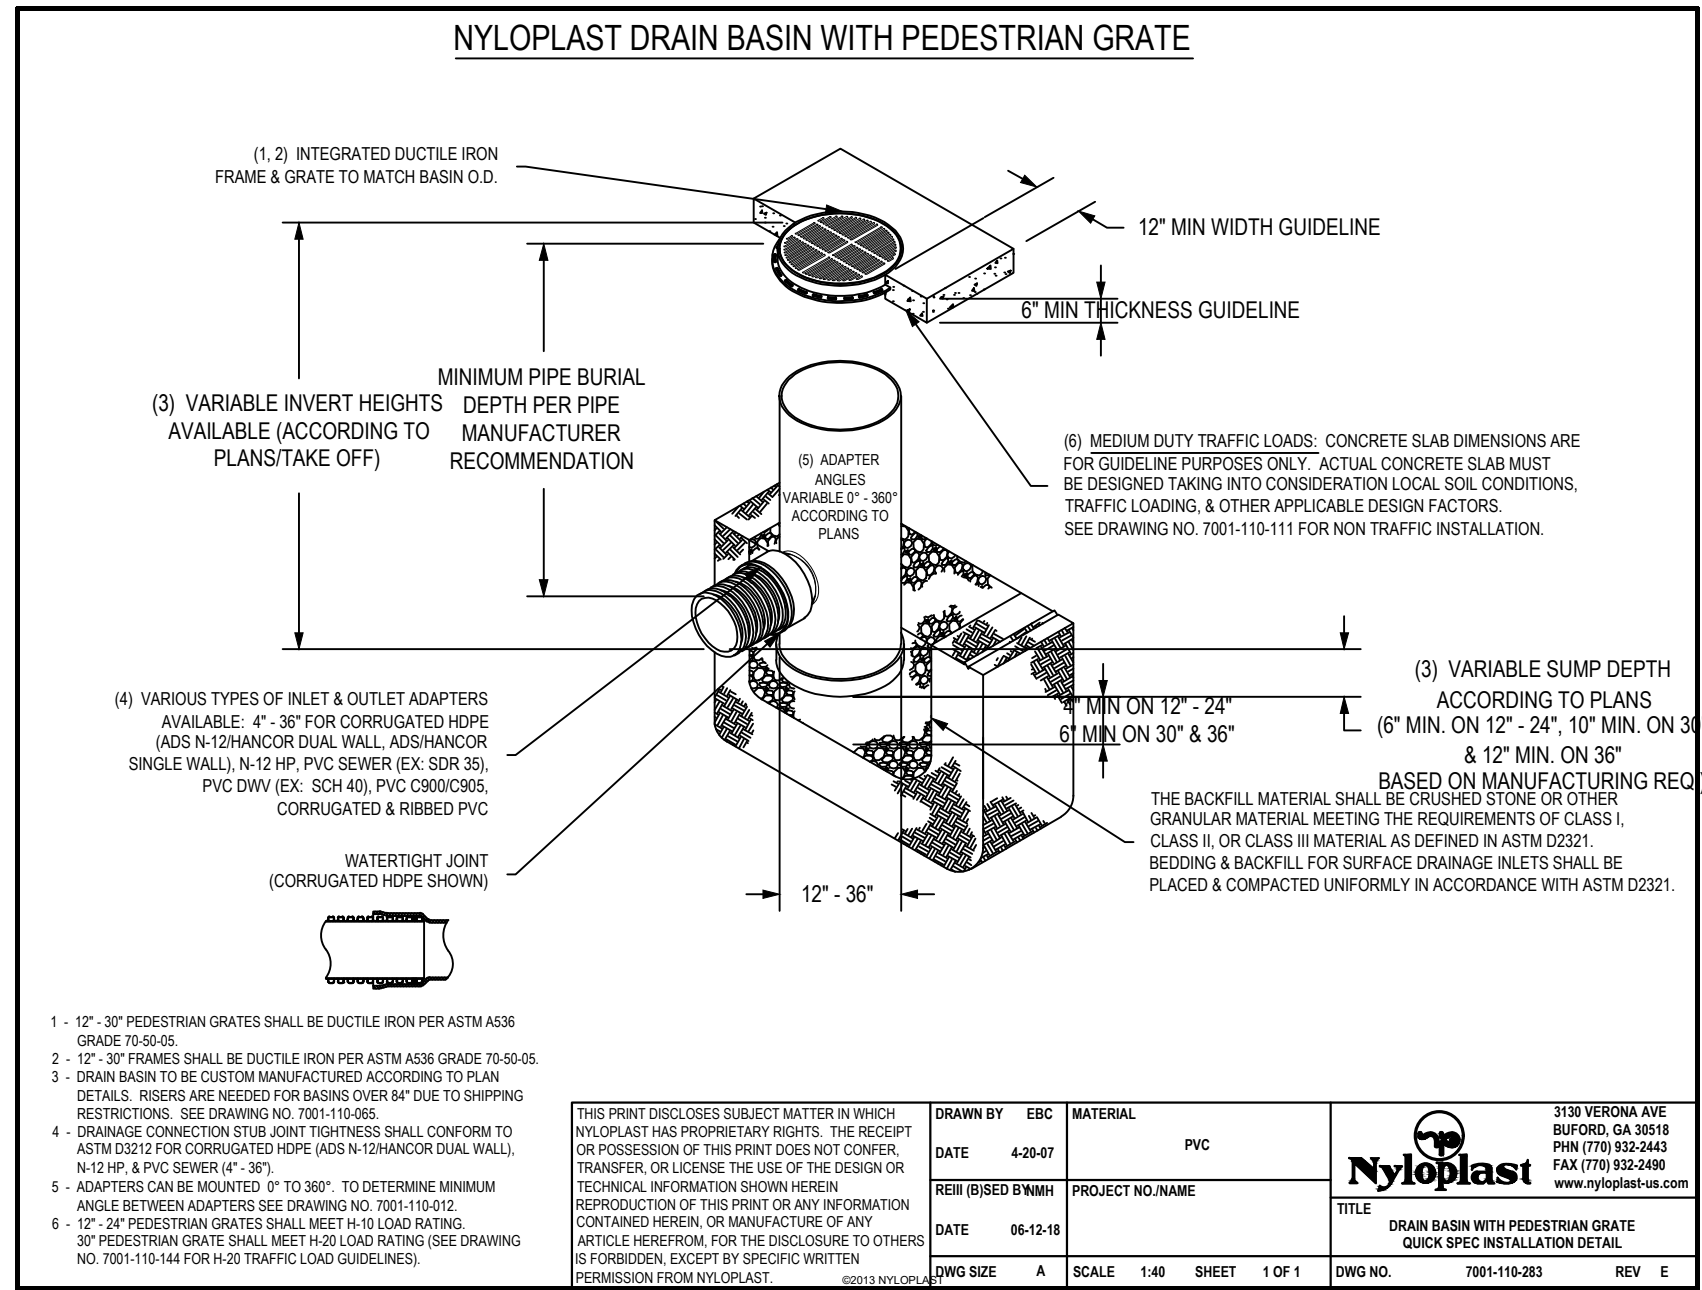 NYLOPLAST DRAIN BASIN WITH PEDESTRIAN GRATE
(1, 2) INTEGRATED DUCTILE IRON
FRAME & GRATE TO MATCH BASIN O.D.
12" MIN WIDTH GUIDELINE
6" MIN THICKNESS GUIDELINE
(3) VARIABLE INVERT HEIGHTS
AVAILABLE (ACCORDING TO
PLANS/TAKE OFF)
MINIMUM PIPE BURIAL
DEPTH PER PIPE
MANUFACTURER
RECOMMENDATION
(5) ADAPTER
ANGLES
VARIABLE 0° - 360°
ACCORDING TO
PLANS
(6) MEDIUM DUTY TRAFFIC LOADS: CONCRETE SLAB DIMENSIONS ARE
FOR GUIDELINE PURPOSES ONLY. ACTUAL CONCRETE SLAB MUST
BE DESIGNED TAKING INTO CONSIDERATION LOCAL SOIL CONDITIONS,
TRAFFIC LOADING, & OTHER APPLICABLE DESIGN FACTORS.
SEE DRAWING NO. 7001-110-111 FOR NON TRAFFIC INSTALLATION.
(4) VARIOUS TYPES OF INLET & OUTLET ADAPTERS
AVAILABLE: 4" - 36" FOR CORRUGATED HDPE
(ADS N-12/HANCOR DUAL WALL, ADS/HANCOR
SINGLE WALL), N-12 HP, PVC SEWER (EX: SDR 35),
PVC DWV (EX: SCH 40), PVC C900/C905,
CORRUGATED & RIBBED PVC
WATERTIGHT JOINT
(CORRUGATED HDPE SHOWN)
4" MIN ON 12" - 24"
6" MIN ON 30" & 36"
(3) VARIABLE SUMP DEPTH
ACCORDING TO PLANS
(6" MIN. ON 12" - 24", 10" MIN. ON 30
& 12" MIN. ON 36"
BASED ON MANUFACTURING REQ.)
THE BACKFILL MATERIAL SHALL BE CRUSHED STONE OR OTHER
GRANULAR MATERIAL MEETING THE REQUIREMENTS OF CLASS I,
CLASS II, OR CLASS III MATERIAL AS DEFINED IN ASTM D2321.
BEDDING & BACKFILL FOR SURFACE DRAINAGE INLETS SHALL BE
PLACED & COMPACTED UNIFORMLY IN ACCORDANCE WITH ASTM D2321.
12" - 36"
1 - 12" - 30" PEDESTRIAN GRATES SHALL BE DUCTILE IRON PER ASTM A536
GRADE 70-50-05.
2 - 12" - 30" FRAMES SHALL BE DUCTILE IRON PER ASTM A536 GRADE 70-50-05.
3 - DRAIN BASIN TO BE CUSTOM MANUFACTURED ACCORDING TO PLAN
DETAILS. RISERS ARE NEEDED FOR BASINS OVER 84" DUE TO SHIPPING
RESTRICTIONS. SEE DRAWING NO. 7001-110-065.
4 - DRAINAGE CONNECTION STUB JOINT TIGHTNESS SHALL CONFORM TO
ASTM D3212 FOR CORRUGATED HDPE (ADS N-12/HANCOR DUAL WALL),
N-12 HP, & PVC SEWER (4" - 36").
5 - ADAPTERS CAN BE MOUNTED 0° TO 360°. TO DETERMINE MINIMUM
ANGLE BETWEEN ADAPTERS SEE DRAWING NO. 7001-110-012.
6 - 12" - 24" PEDESTRIAN GRATES SHALL MEET H-10 LOAD RATING.
30" PEDESTRIAN GRATE SHALL MEET H-20 LOAD RATING (SEE DRAWING
NO. 7001-110-144 FOR H-20 TRAFFIC LOAD GUIDELINES).
THIS PRINT DISCLOSES SUBJECT MATTER IN WHICH
NYLOPLAST HAS PROPRIETARY RIGHTS. THE RECEIPT
OR POSSESSION OF THIS PRINT DOES NOT CONFER,
TRANSFER, OR LICENSE THE USE OF THE DESIGN OR
TECHNICAL INFORMATION SHOWN HEREIN
REPRODUCTION OF THIS PRINT OR ANY INFORMATION
CONTAINED HEREIN, OR MANUFACTURE OF ANY
ARTICLE HEREFROM, FOR THE DISCLOSURE TO OTHERS
IS FORBIDDEN, EXCEPT BY SPECIFIC WRITTEN
PERMISSION FROM NYLOPLAST.
©2013 NYLOPLAST
DRAWN BY EBC
DATE 4-20-07
REIII (B)SED BY NMH
DATE 06-12-18
DWG SIZE A
MATERIAL
PVC
PROJECT NO./NAME
SCALE 1:40 SHEET 1 OF 1
Nyloplast
3130 VERONA AVE
BUFORD, GA 30518
PHN (770) 932-2443
FAX (770) 932-2490
www.nyloplast-us.com
TITLE
DRAIN BASIN WITH PEDESTRIAN GRATE
QUICK SPEC INSTALLATION DETAIL
DWG NO. 7001-110-283 REV E